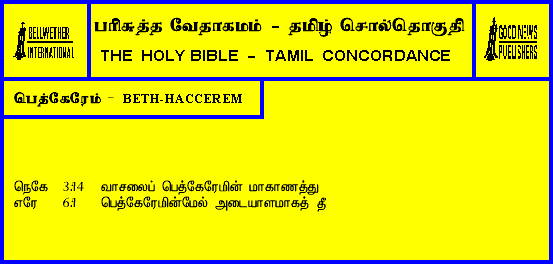 BELLWETHER
INTERNATIONAL
பரிசுத்த வேதாகமம் - தமிழ் சொல்தொகுதி
THE HOLY BIBLE - TAMIL CONCORDANCE
GOOD NEWS
PUBLISHERS
பெத்கேரேம் - BETH-HACCEREM
நெகே 3:14 வாசலைப் பெத்கேரேமின் மாகாணத்து
எரே 6:1 பெத்கேரேமின்மேல் அடையாளமாகத் தீ